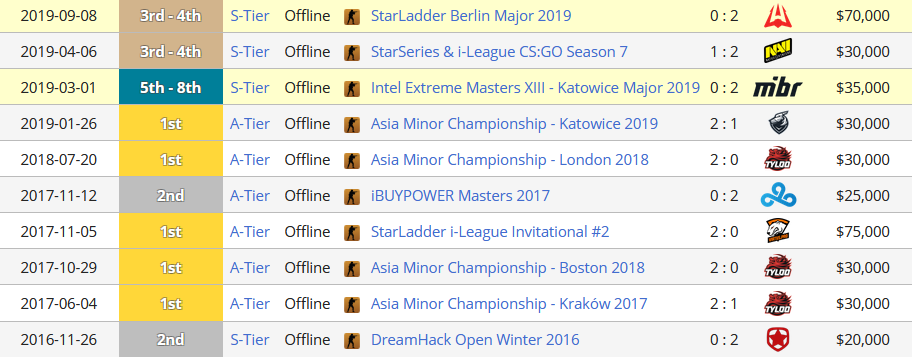 2019-09-08 3rd - 4th S-Tier Offline StarLadder Berlin Major 2019 0 : 2 $70,000
2019-04-06 3rd - 4th S-Tier Offline StarSeries & i-League CS:GO Season 7 1 : 2 NAVI $30,000
2019-03-01 5th - 8th S-Tier Offline Intel Extreme Masters XIII - Katowice Major 2019 0 : 2 mibr $35,000
2019-01-26 1st A-Tier Offline Asia Minor Championship - Katowice 2019 2 : 1 $30,000
2018-07-20 1st A-Tier Offline Asia Minor Championship - London 2018 2 : 0 TYLOO $30,000
2017-11-12 2nd A-Tier Offline iBUYPOWER Masters 2017 0 : 2 $25,000
2017-11-05 1st A-Tier Offline StarLadder i-League Invitational #2 2 : 0 $75,000
2017-10-29 1st A-Tier Offline Asia Minor Championship - Boston 2018 2 : 0 TYLOO $30,000
2017-06-04 1st A-Tier Offline Asia Minor Championship - Kraków 2017 2 : 1 TYLOO $30,000
2016-11-26 2nd S-Tier Offline DreamHack Open Winter 2016 0 : 2 $20,000